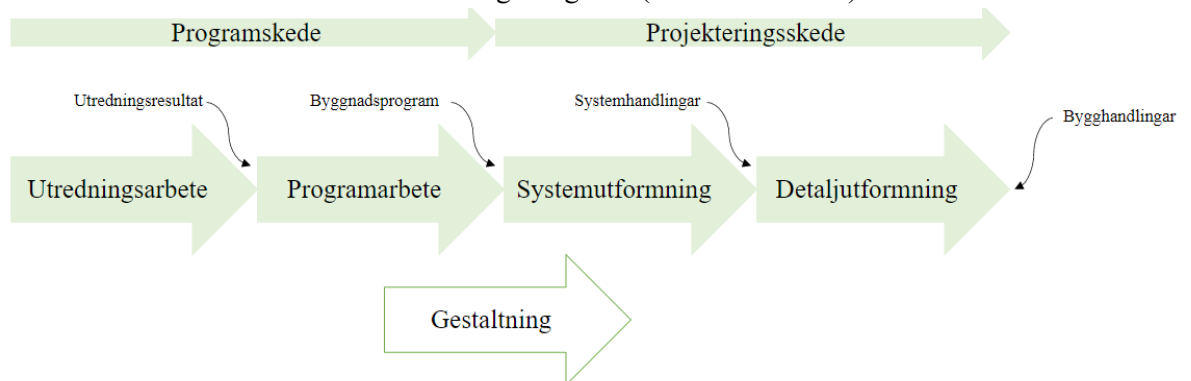 Programskede
Projekteringsskede
Utredningsresultat
Byggnadsprogram
Systemhandlingar
Bygghandlingar
Utredningsarbete
Programarbete
Systemutformning
Detaljutformning
Gestaltning